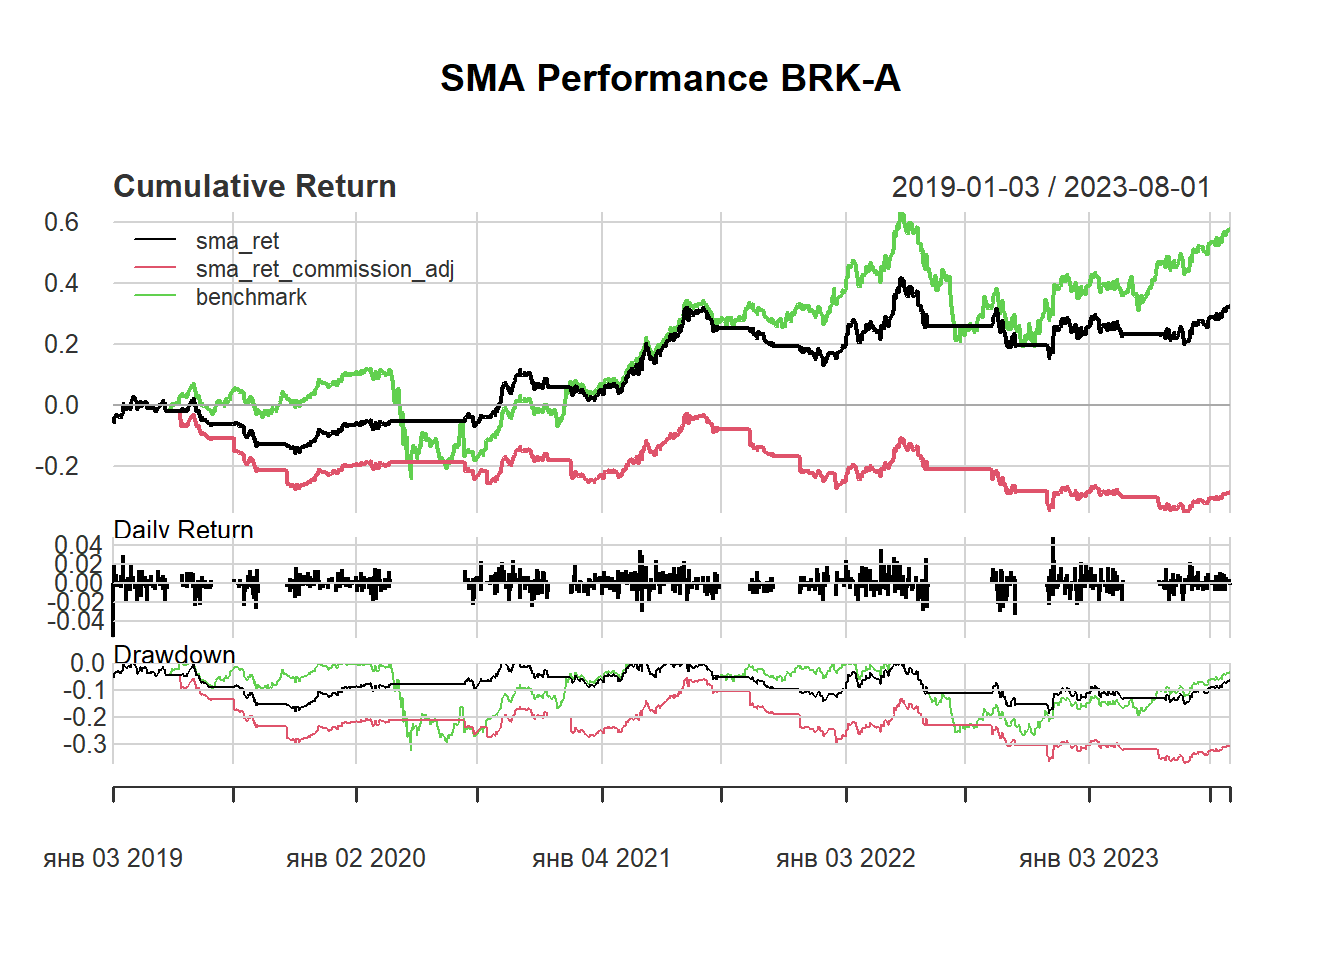 SMA Performance BRK-A
Cumulative Return 2019-01-03 / 2023-08-01
0.6
0.4
0.2
0.0
-0.2
sma_ret
sma_ret_commission_adj
benchmark
Daily Return
0.04
0.02
0.00
-0.02
-0.04
Drawdown
0.0
-0.1
-0.2
-0.3
янв 03 2019 янв 02 2020 янв 04 2021 янв 03 2022 янв 03 2023